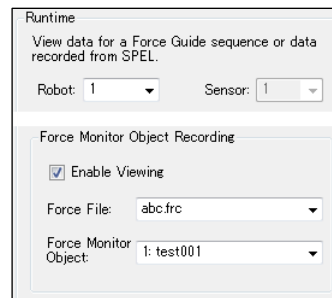 Runtime
View data for a Force Guide sequence or data
recorded from SPEL.
Robot: 1 Sensor: 1
Force Monitor Object Recording
Enable Viewing
Force File: abc.frc
Force Monitor
Object: 1: test001